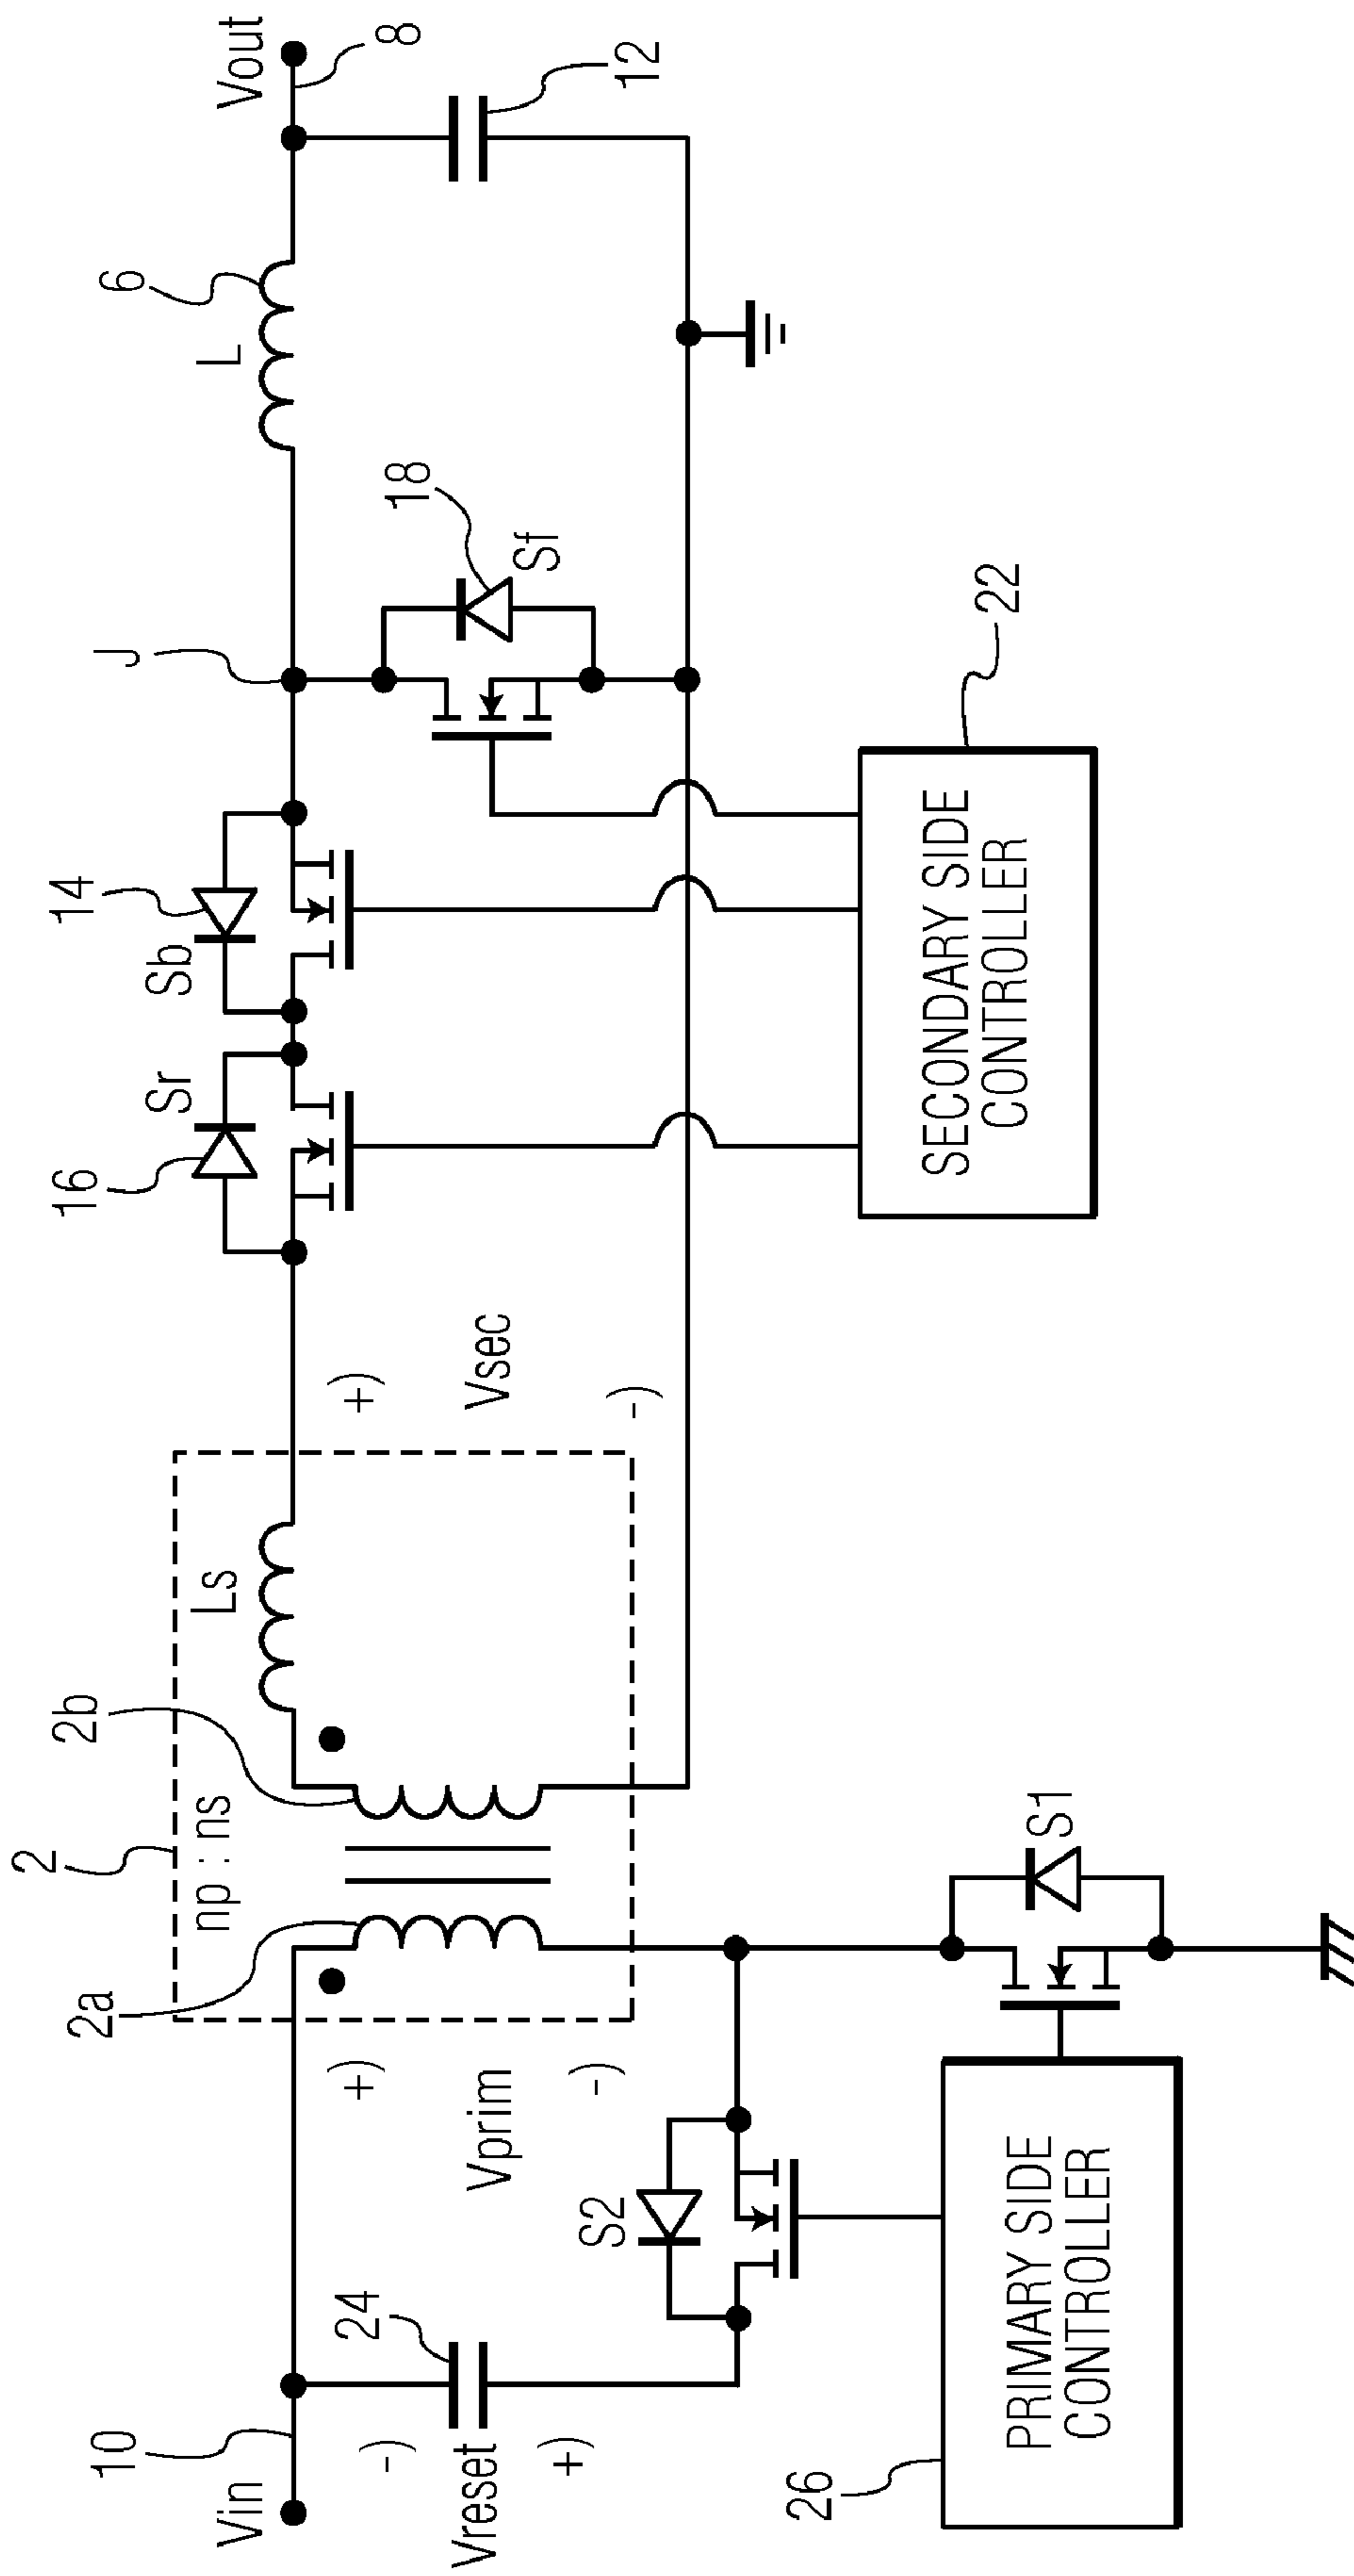 2
np : ns
2a
2b
Ls
16
Sr
Sb
14
J
6
L
Vout
8
12
18
Sf
10
Vin
-)
Vreset
+)
24
S2
+)
Vprim
-)
+)
Vsec
-)
S1
26
PRIMARY SIDE
CONTROLLER
SECONDARY SIDE
CONTROLLER
22